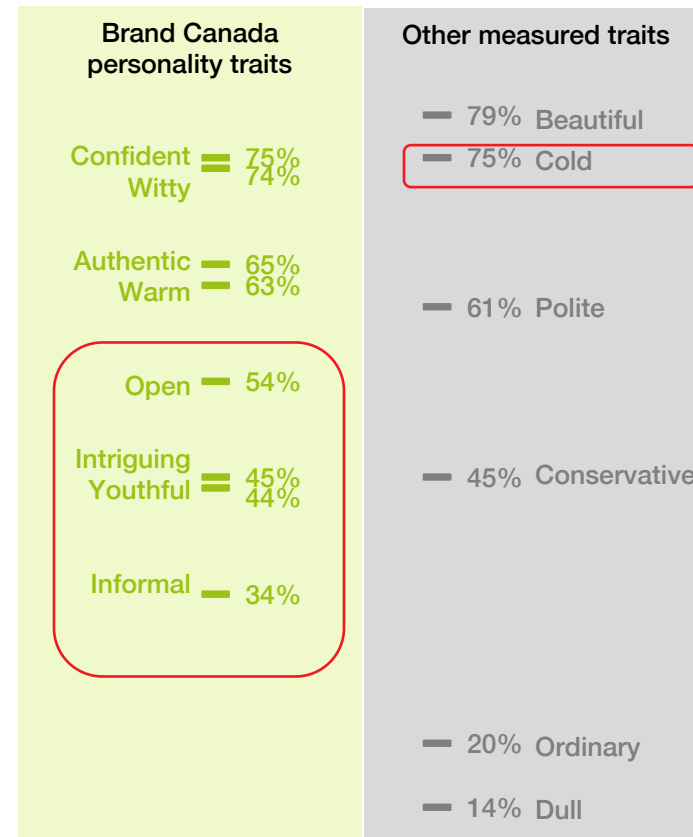 Brand Canada
personality traits
Confident 75%
Witty 74%
Authentic 65%
Warm 63%
Open 54%
Intriguing 45%
Youthful 44%
Informal 34%
Other measured traits
79% Beautiful
75% Cold
61% Polite
45% Conservative
20% Ordinary
14% Dull